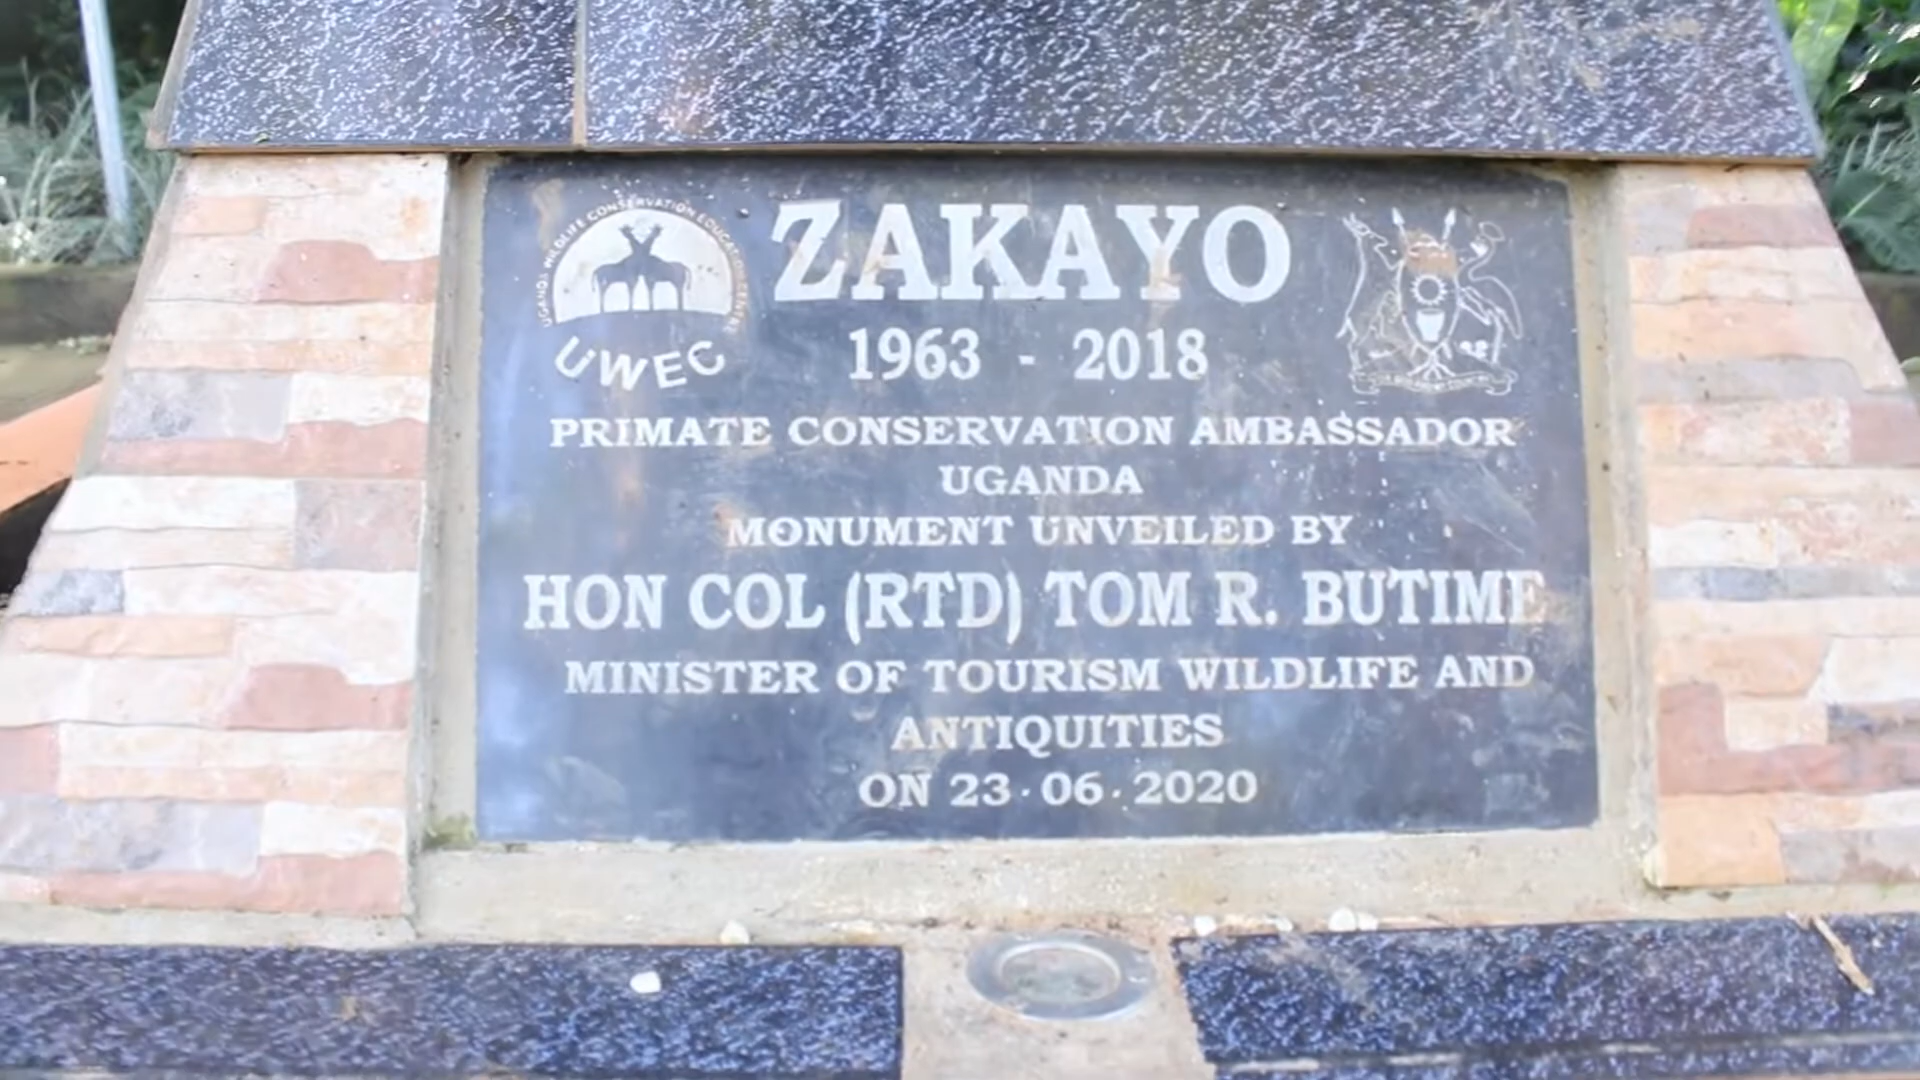 UGANDA WILDLIFE CONSERVATION EDUCATION CENTRE
UWEC
ZAKAYO
1963 - 2018
PRIMATE CONSERVATION AMBASSADOR
UGANDA
MONUMENT UNVEILED BY
HON COL (RTD) TOM R. BUTIME
MINISTER OF TOURISM WILDLIFE AND
ANTIQUITIES
ON 23·06·2020